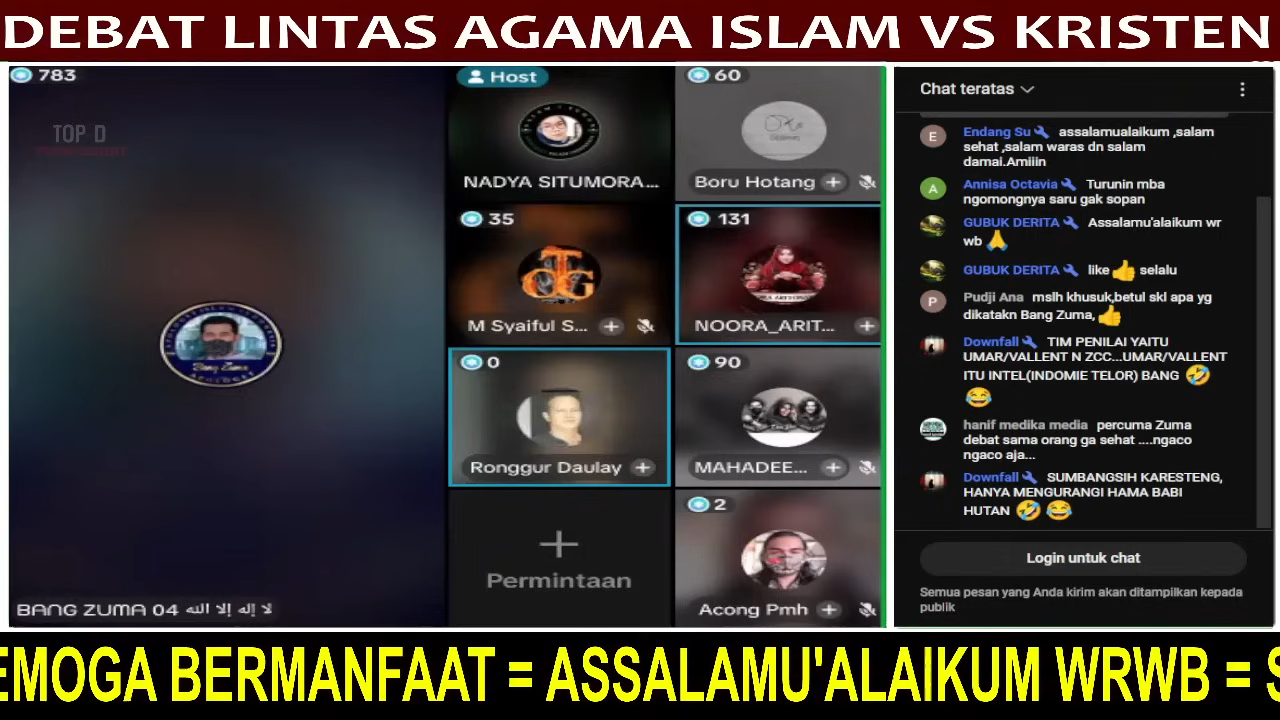 DEBAT LINTAS AGAMA ISLAM VS KRISTEN
783
TOP D
Bang Zuma
BANG ZUMA 04 لا إله إلا الله
Host
NADYA SITUMORA...
60
Boru Hotang
35
M Syaiful S...
131
NOORA_ARIT...
0
Ronggur Daulay
90
MAHADEE...
Permintaan
2
Acong Pmh
Chat teratas
E
Endang Su assalamualaikum ,salam
sehat ,salam waras dn salam
damai.Amiiin
A
Annisa Octavia Turunin mba
ngomongnya saru gak sopan
GUBUK DERITA Assalamu'alaikum wr
wb 🙏
GUBUK DERITA like👍 selalu
P
Pudji Ana mslh khusuk,betul skl apa yg
dikatakn Bang Zuma,👍
Downfall TIM PENILAI YAITU
UMAR/VALLENT N ZCC...UMAR/VALLENT
ITU INTEL(INDOMIE TELOR) BANG 🤣
😂
hanif medika media percuma Zuma
debat sama orang ga sehat ....ngaco
ngaco aja...
Downfall SUMBANGSIH KARESTENG,
HANYA MENGURANGI HAMA BABI
HUTAN 🤣 😂
Login untuk chat
Semua pesan yang Anda kirim akan ditampilkan kepada
publik
EMOGA BERMANFAAT = ASSALAMU'ALAIKUM WRWB = S